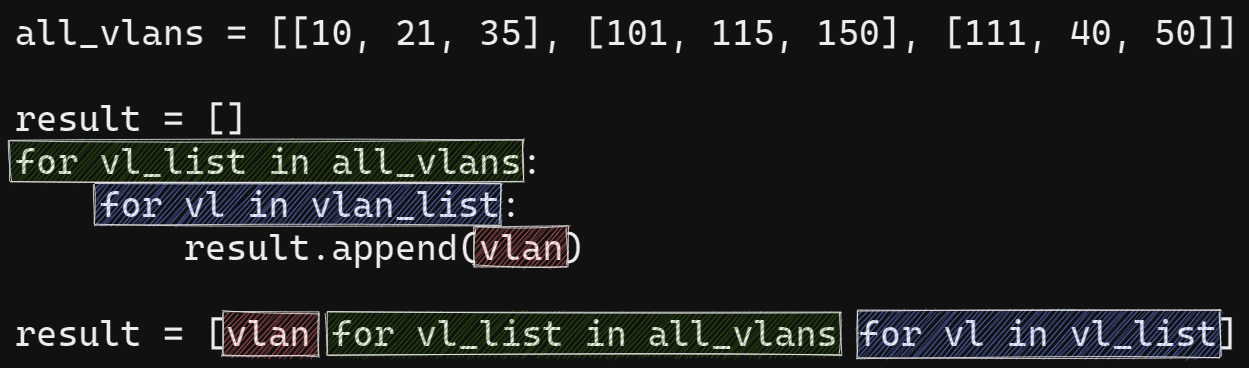 all_vlans = [[10, 21, 35], [101, 115, 150], [111, 40, 50]]
result = []
for vl_list in all_vlans:
for vl in vlan_list:
result.append(vlan)
result = [vlan for vl_list in all_vlans for vl in vl_list]